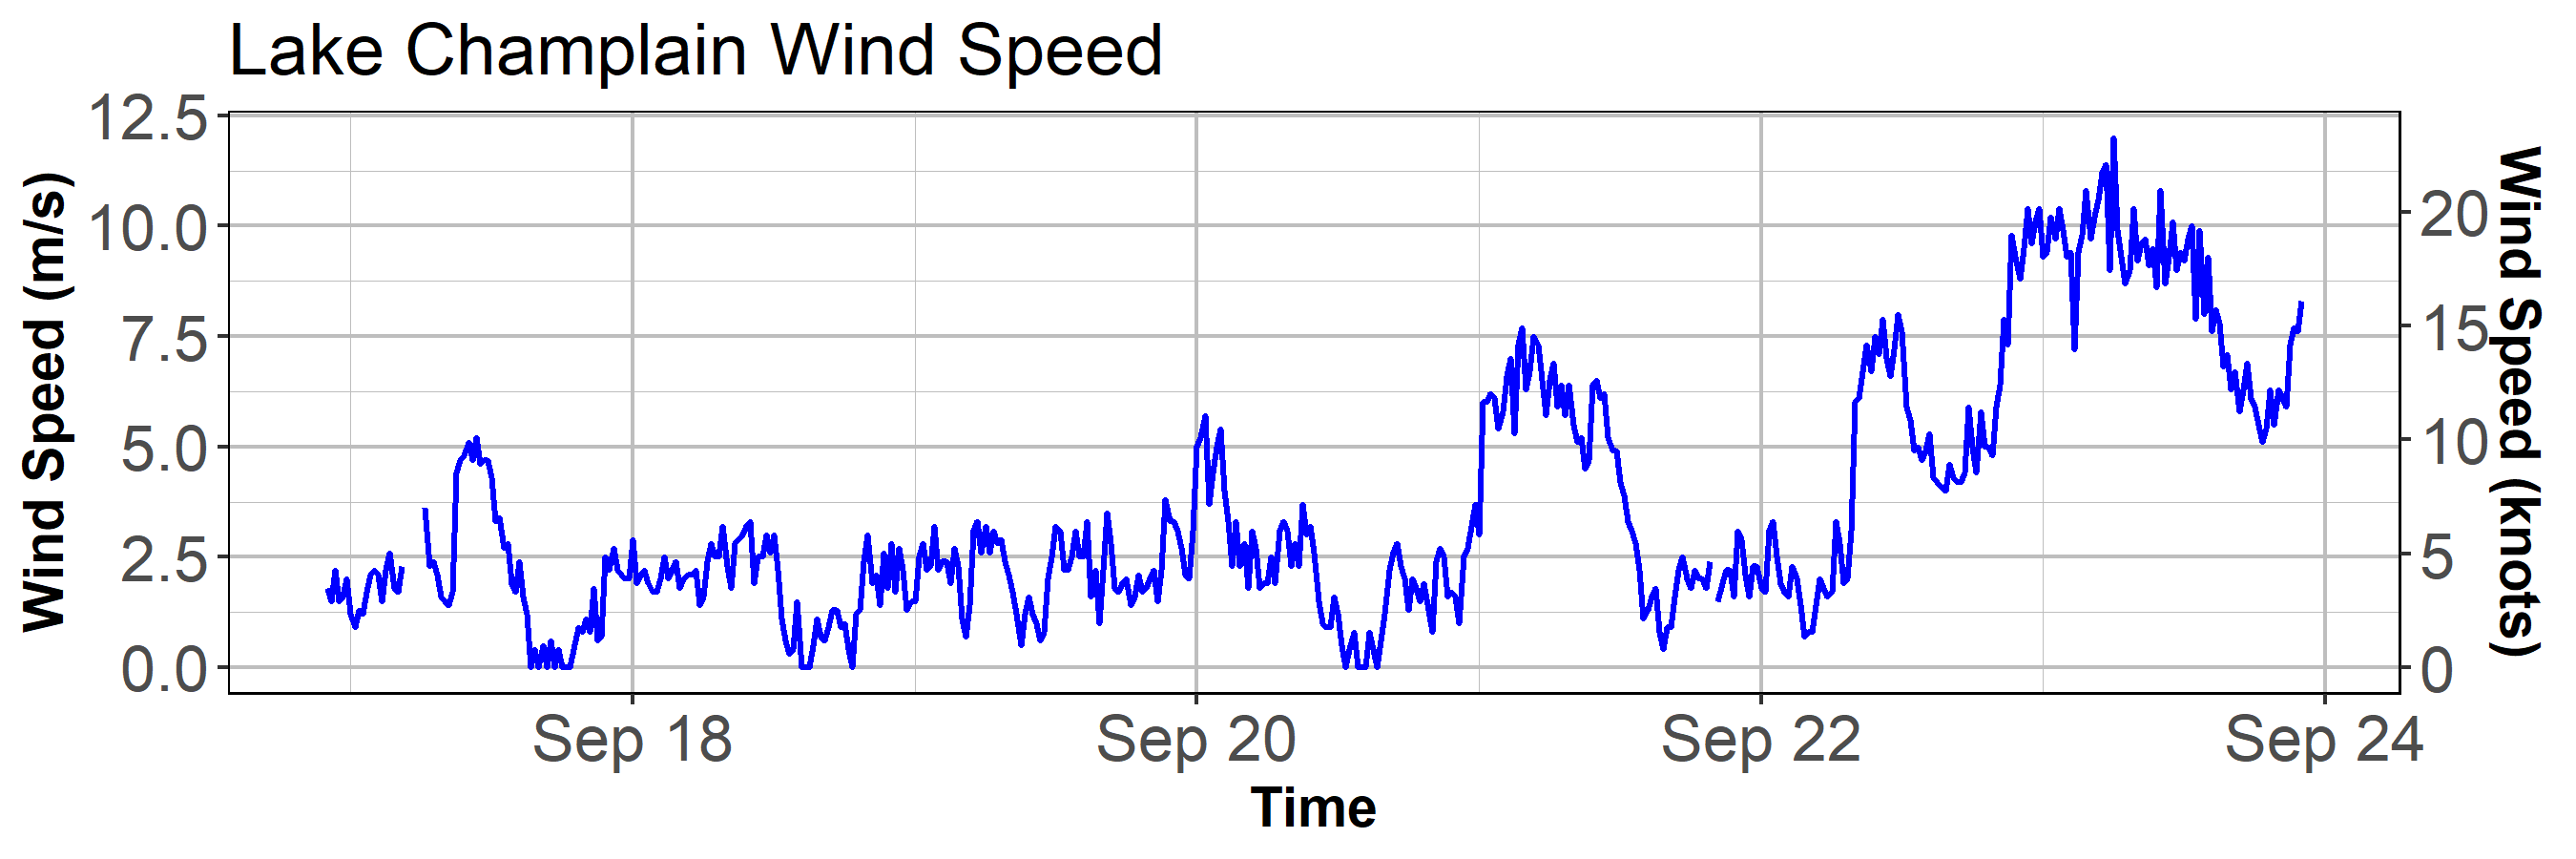 Lake Champlain Wind Speed
Wind Speed (m/s)
12.5
10.0
7.5
5.0
2.5
0.0
20
15
10
5
0
Wind Speed (knots)
Sep 18
Sep 20
Sep 22
Sep 24
Time